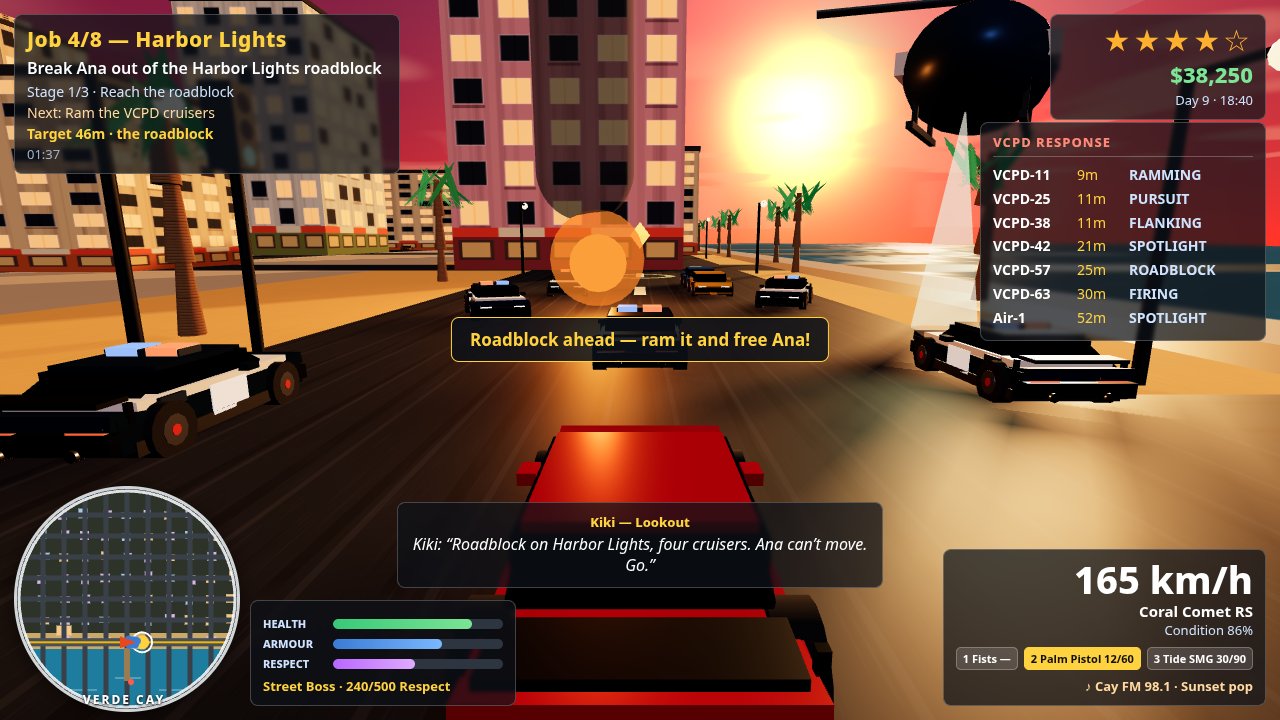 Job 4/8 — Harbor Lights
Break Ana out of the Harbor Lights roadblock
Stage 1/3 · Reach the roadblock
Next: Ram the VCPD cruisers
Target 46m · the roadblock
01:37
★★★★☆
$38,250
Day 9 · 18:40
VCPD RESPONSE
VCPD-11 9m RAMMING
VCPD-25 11m PURSUIT
VCPD-38 11m FLANKING
VCPD-42 21m SPOTLIGHT
VCPD-57 25m ROADBLOCK
VCPD-63 30m FIRING
Air-1 52m SPOTLIGHT
Roadblock ahead — ram it and free Ana!
Kiki — Lookout
Kiki: “Roadblock on Harbor Lights, four cruisers. Ana can’t move.
Go.”
VERDE CAY
HEALTH
ARMOUR
RESPECT
Street Boss · 240/500 Respect
165 km/h
Coral Comet RS
Condition 86%
1 Fists — 2 Palm Pistol 12/60 3 Tide SMG 30/90
♪ Cay FM 98.1 · Sunset pop